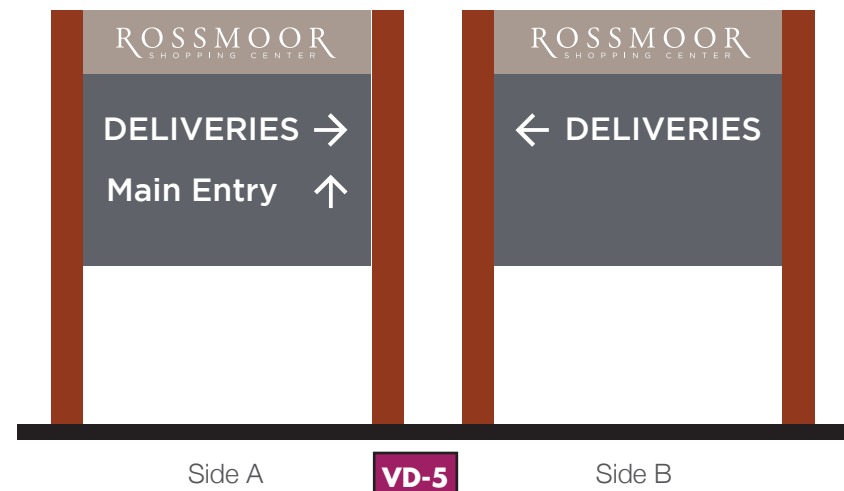 ROSSMOOR
SHOPPING CENTER
DELIVERIES →
Main Entry ↑
Side A
ROSSMOOR
SHOPPING CENTER
← DELIVERIES
Side B
VD-5